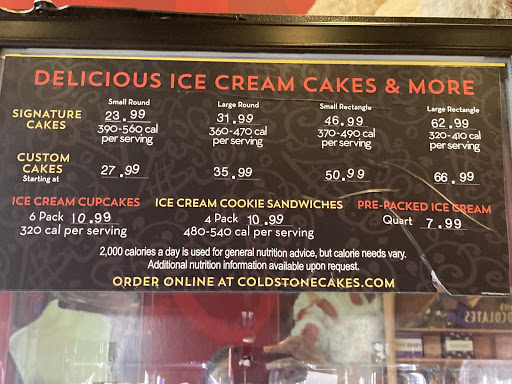 DELICIOUS ICE CREAM CAKES & MORE
Small Round Large Round Small Rectangle Large Rectangle
SIGNATURE CAKES 23.99 31.99 46.99 62.99
390-560 cal per serving 360-470 cal per serving 370-490 cal per serving 320-410 cal per serving
CUSTOM CAKES
Starting at 27.99 35.99 50.99 66.99
ICE CREAM CUPCAKES ICE CREAM COOKIE SANDWICHES PRE-PACKED ICE CREAM
6 Pack 10.99 4 Pack 10.99 Quart 7.99
320 cal per serving 480-540 cal per serving
2,000 calories a day is used for general nutrition advice, but calorie needs vary.
Additional nutrition information available upon request.
ORDER ONLINE AT COLDSTONECAKES.COM